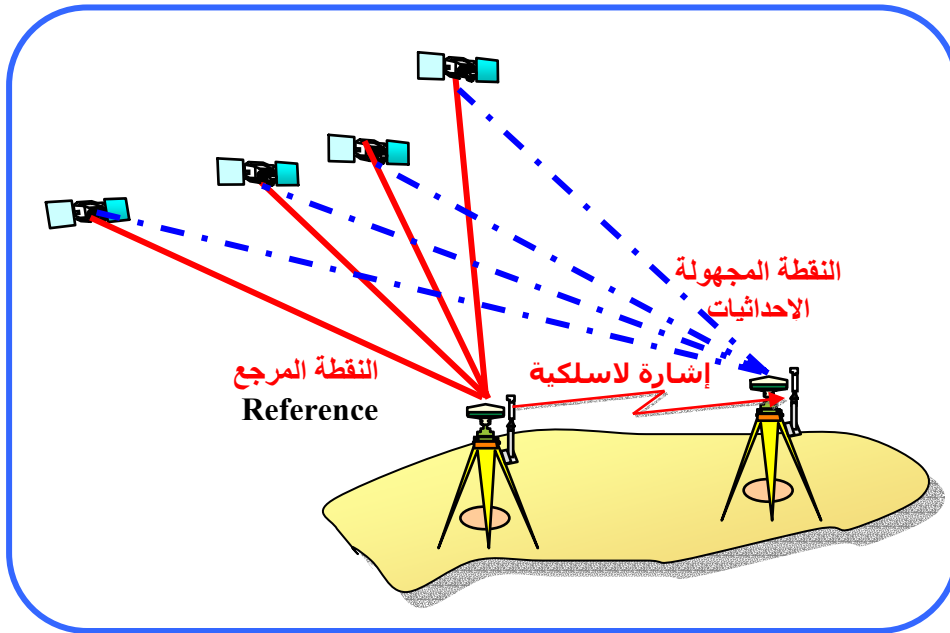 النقطة المجهولة
الاحداثيات
إشارة لاسلكية
النقطة المرجع
Reference